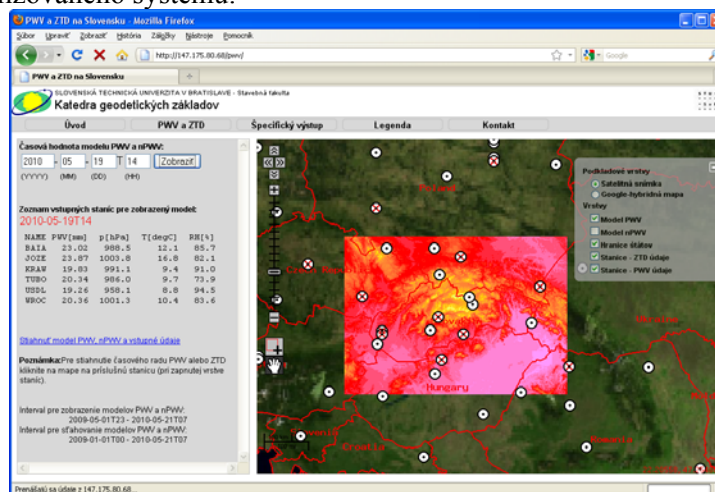 nzovaného systému.
PWV a ZTD na Slovensku - Mozilla Firefox
Súbor Upraviť Zobraziť História Záložky Nástroje Pomocník
http://147.175.80.68/pwv/
Google
PWV a ZTD na Slovensku
SLOVENSKÁ TECHNICKÁ UNIVERZITA V BRATISLAVE - Stavebná fakulta
Katedra geodetických základov
Úvod PWV a ZTD Špecifický výstup Legenda Kontakt
Časová hodnota modelu PWV a nPWV:
2010 - 05 - 19 T 14 Zobraziť
(YYYY) (MM) (DD) (HH)
Zoznam vstupných staníc pre zobrazený model:
2010-05-19T14
NAME PWV[mm] p[hPa] T[degC] RH[%]
BAIA 23.02 988.5 12.1 85.7
JOZE 23.87 1003.8 16.8 82.1
KRAW 19.83 991.1 9.4 91.0
TUBO 20.34 986.0 9.7 73.9
USDL 19.26 958.1 8.8 94.5
WROC 20.36 1001.3 10.4 83.6
Stiahnuť model PWV, nPWV a vstupné údaje
Poznámka:Pre stiahnutie časového radu PWV alebo ZTD
kliknite na mape na príslušnú stanicu (pri zapnutej vrstve
staníc).
Interval pre zobrazenie modelov PWV a nPWV:
2009-05-01T23 - 2010-05-21T07
Interval pre sťahovanie modelov PWV a nPWV:
2009-01-01T00 - 2010-05-21T07
Podkladové vrstvy
Satelitná snímka
Google-hybridná mapa
Vrstvy
Model PWV
Model nPWV
Hranice štátov
Stanice - ZTD údaje
Stanice - PWV údaje
Poland
Czech Republic
Slovakia
Ukraine
Hungary
Slovenia
Croatia
Romania
Prenášajú sa údaje z 147.175.80.68...